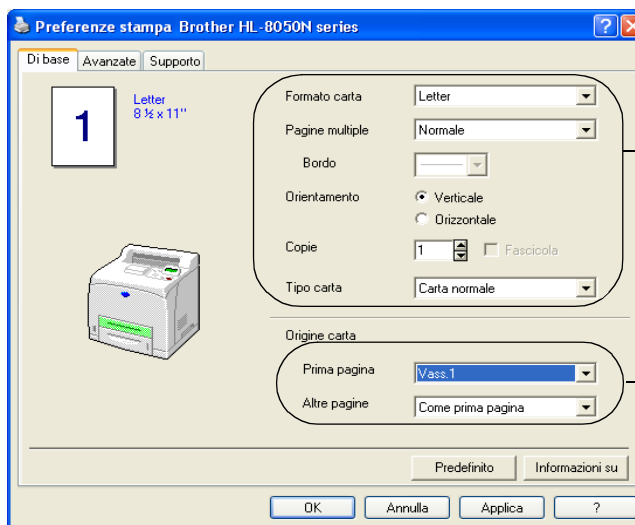 Preferenze stampa Brother HL-8050N series
Di base Avanzate Supporto
1
Letter
8 ½ x 11"
Formato carta Letter
Pagine multiple Normale
Bordo
Orientamento Verticale
Orizzontale
Copie 1 Fascicola
Tipo carta Carta normale
Origine carta
Prima pagina Vass.1
Altre pagine Come prima pagina
Predefinito Informazioni su
OK Annulla Applica ?